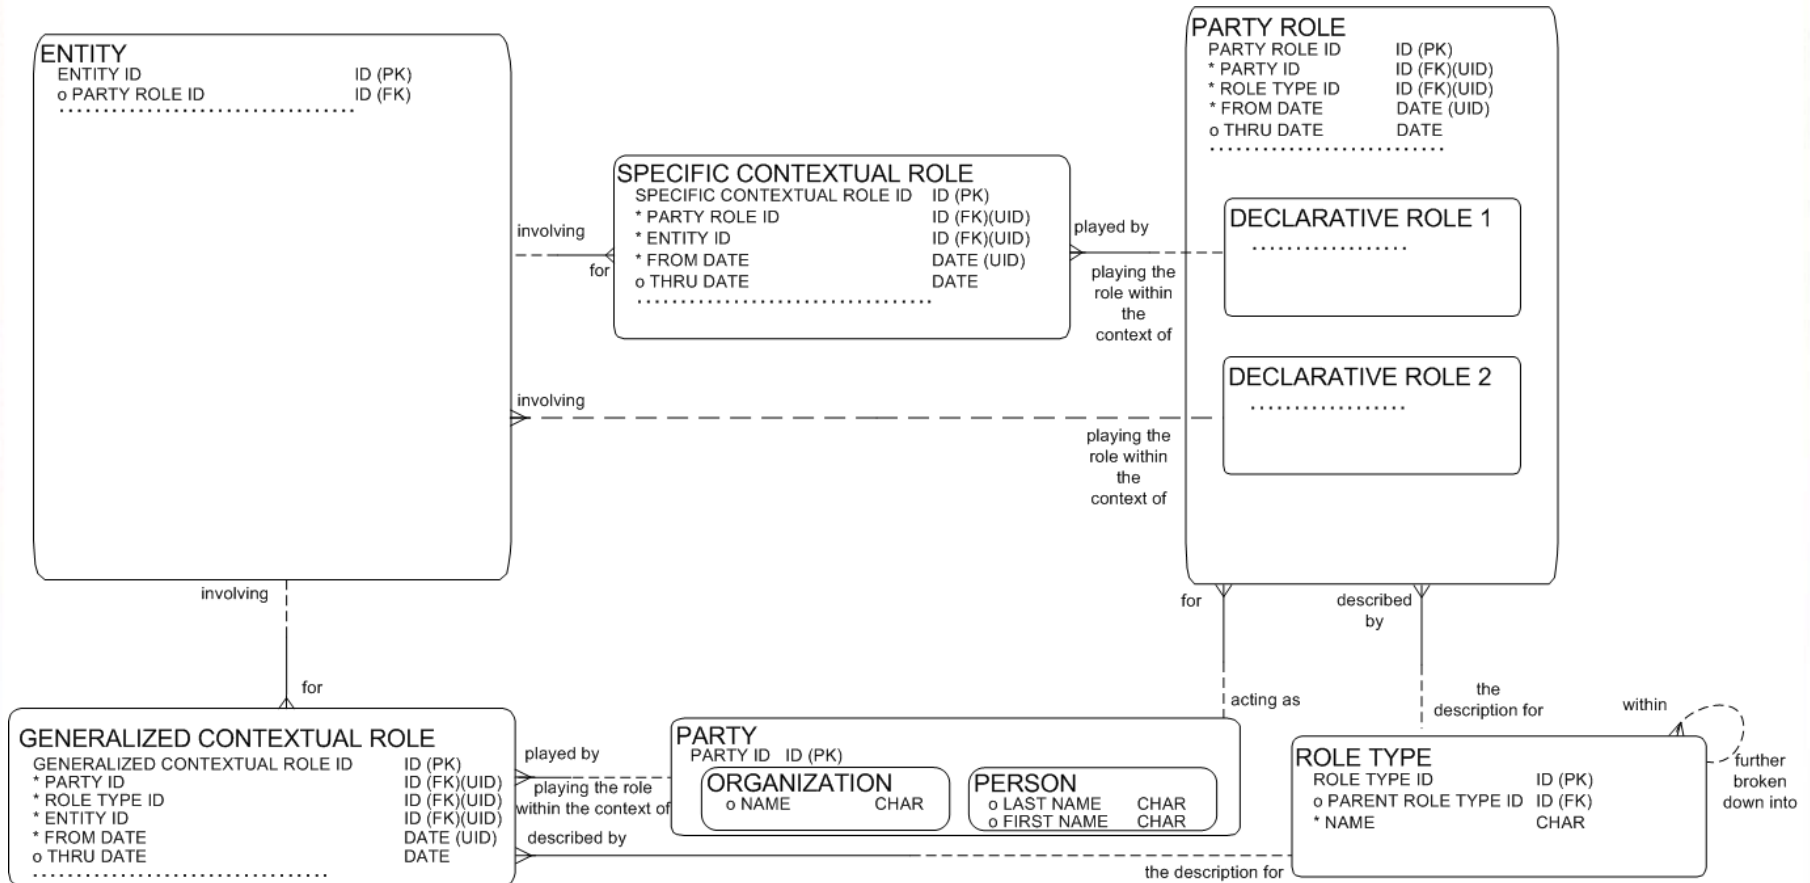 ENTITY
ENTITY ID ID (PK)
o PARTY ROLE ID ID (FK)
involving
for
SPECIFIC CONTEXTUAL ROLE
SPECIFIC CONTEXTUAL ROLE ID ID (PK)
* PARTY ROLE ID ID (FK)(UID)
* ENTITY ID ID (FK)(UID)
* FROM DATE DATE (UID)
o THRU DATE DATE
played by
playing the
role within
the
context of
PARTY ROLE
PARTY ROLE ID ID (PK)
* PARTY ID ID (FK)(UID)
* ROLE TYPE ID ID (FK)(UID)
* FROM DATE DATE (UID)
o THRU DATE DATE
DECLARATIVE ROLE 1
DECLARATIVE ROLE 2
involving
playing the
role within
the
context of
involving
for
for
described
by
acting as
the
description for
within
further
broken
down into
GENERALIZED CONTEXTUAL ROLE
GENERALIZED CONTEXTUAL ROLE ID ID (PK)
* PARTY ID ID (FK)(UID)
* ROLE TYPE ID ID (FK)(UID)
* ENTITY ID ID (FK)(UID)
* FROM DATE DATE (UID)
o THRU DATE DATE
played by
playing the role
within the context of
described by
the description for
PARTY
PARTY ID ID (PK)
ORGANIZATION
o NAME CHAR
PERSON
o LAST NAME CHAR
o FIRST NAME CHAR
ROLE TYPE
ROLE TYPE ID ID (PK)
o PARENT ROLE TYPE ID ID (FK)
* NAME CHAR